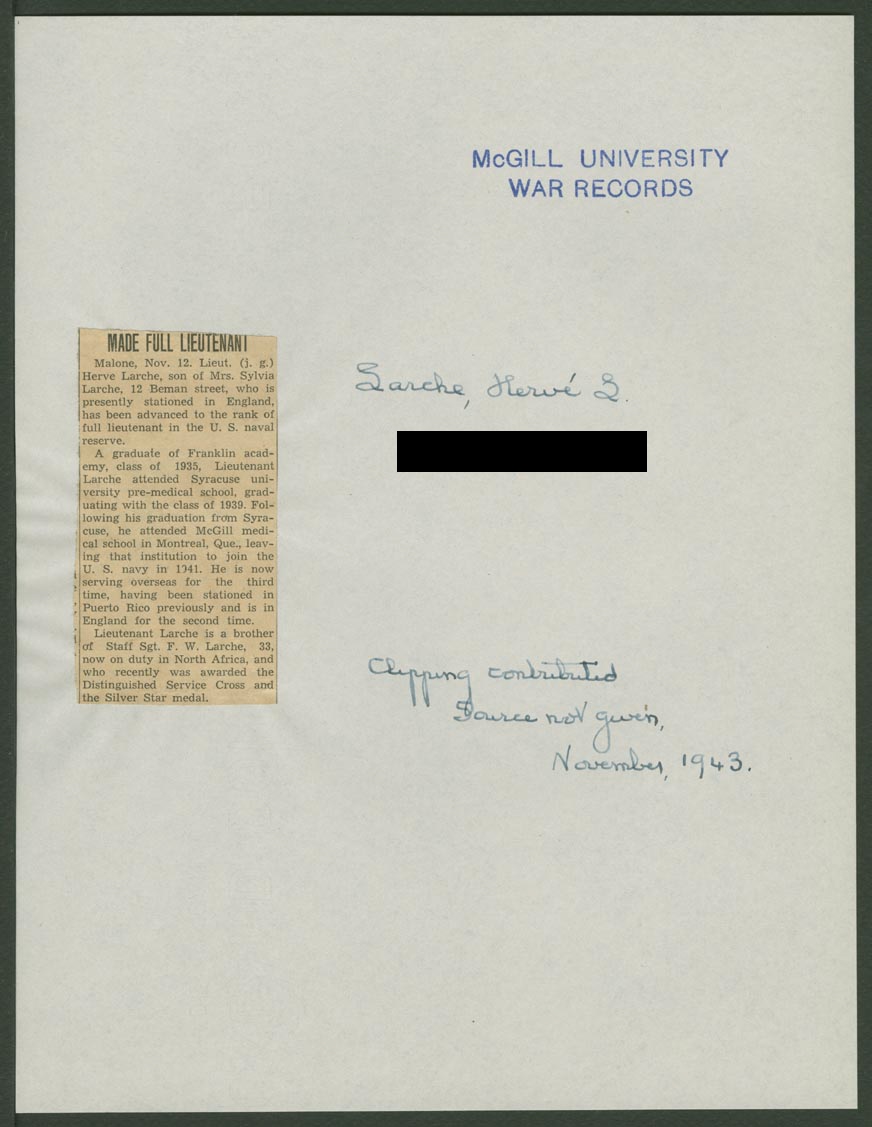 McGILL UNIVERSITY
WAR RECORDS
MADE FULL LIEUTENANT
Malone, Nov. 12. Lieut. (j. g.)
Herve Larche, son of Mrs. Sylvia
Larche, 12 Beman street, who is
presently stationed in England,
has been advanced to the rank of
full lieutenant in the U. S. naval
reserve.
A graduate of Franklin acad-
emy, class of 1935, Lieutenant
Larche attended Syracuse uni-
versity pre-medical school, grad-
uating with the class of 1939. Fol-
lowing his graduation from Syra-
cuse, he attended McGill medi-
cal school in Montreal, Que., leav-
ing that institution to join the
U. S. navy in 1941. He is now
serving overseas for the third
time, having been stationed in
Puerto Rico previously and is in
England for the second time.
Lieutenant Larche is a brother
of Staff Sgt. F. W. Larche, 33,
now on duty in North Africa, and
who recently was awarded the
Distinguished Service Cross and
the Silver Star medal.
Larche, Hervé L.
Clipping contributed
Source not given,
November, 1943.